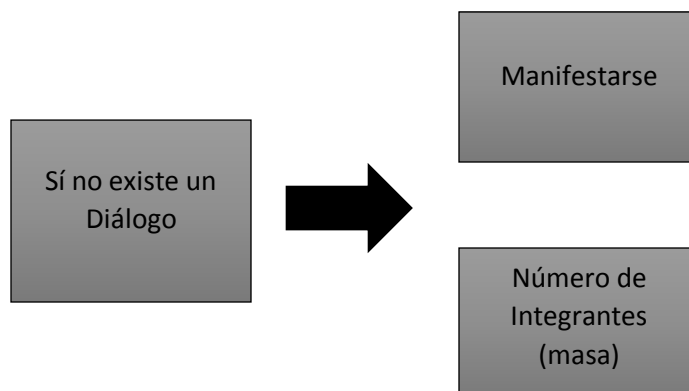 Sí no existe un
Diálogo
Manifestarse
Número de
Integrantes
(masa)